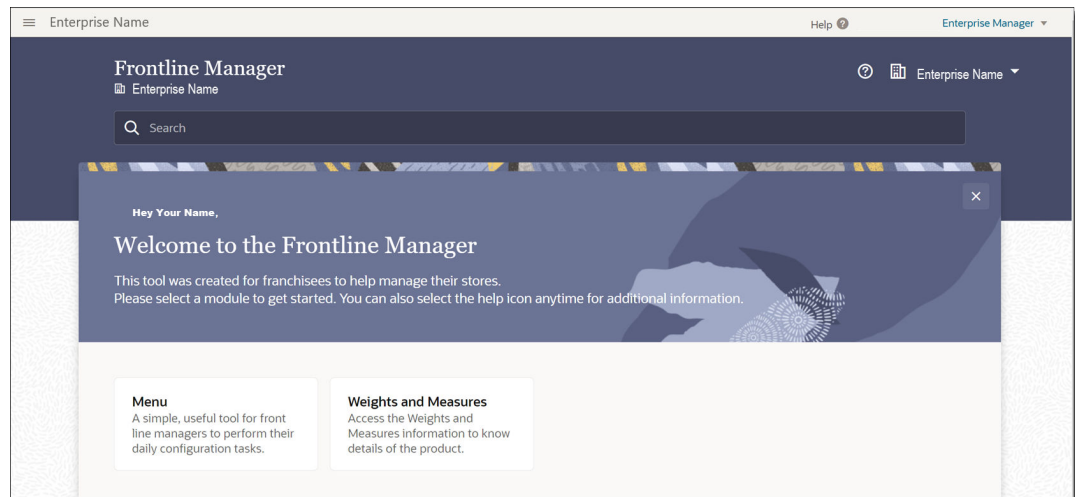 Enterprise Name
Help
Enterprise Manager
Frontline Manager
Enterprise Name
Enterprise Name
Search
Hey Your Name,
Welcome to the Frontline Manager
This tool was created for franchisees to help manage their stores.
Please select a module to get started. You can also select the help icon anytime for additional information.
Menu
A simple, useful tool for front
line managers to perform their
daily configuration tasks.
Weights and Measures
Access the Weights and
Measures information to know
details of the product.